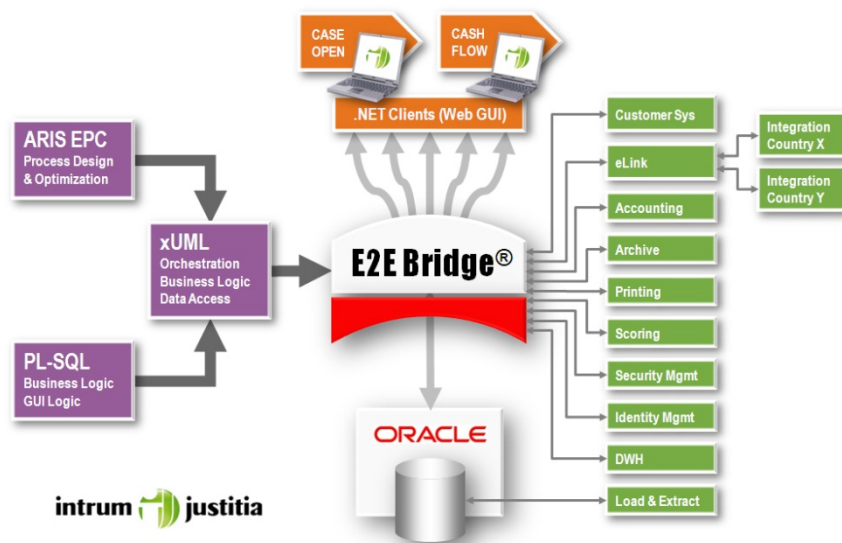 CASE
OPEN
CASH
FLOW
.NET Clients (Web GUI)
ARIS EPC
Process Design
& Optimization
xUML
Orchestration
Business Logic
Data Access
PL-SQL
Business Logic
GUI Logic
E2E Bridge®
ORACLE
Customer Sys
eLink
Accounting
Archive
Printing
Scoring
Security Mgmt
Identity Mgmt
DWH
Load & Extract
Integration
Country X
Integration
Country Y
intrum justitia